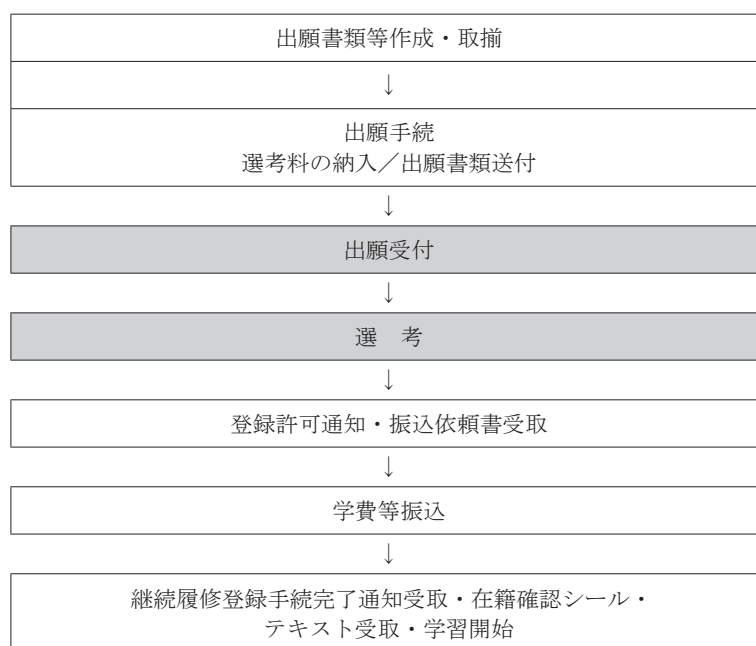 出願書類等作成・取揃
↓
出願手続
選考料の納入／出願書類送付
↓
出願受付
↓
選　考
↓
登録許可通知・振込依頼書受取
↓
学費等振込
↓
継続履修登録手続完了通知受取・在籍確認シール・
テキスト受取・学習開始